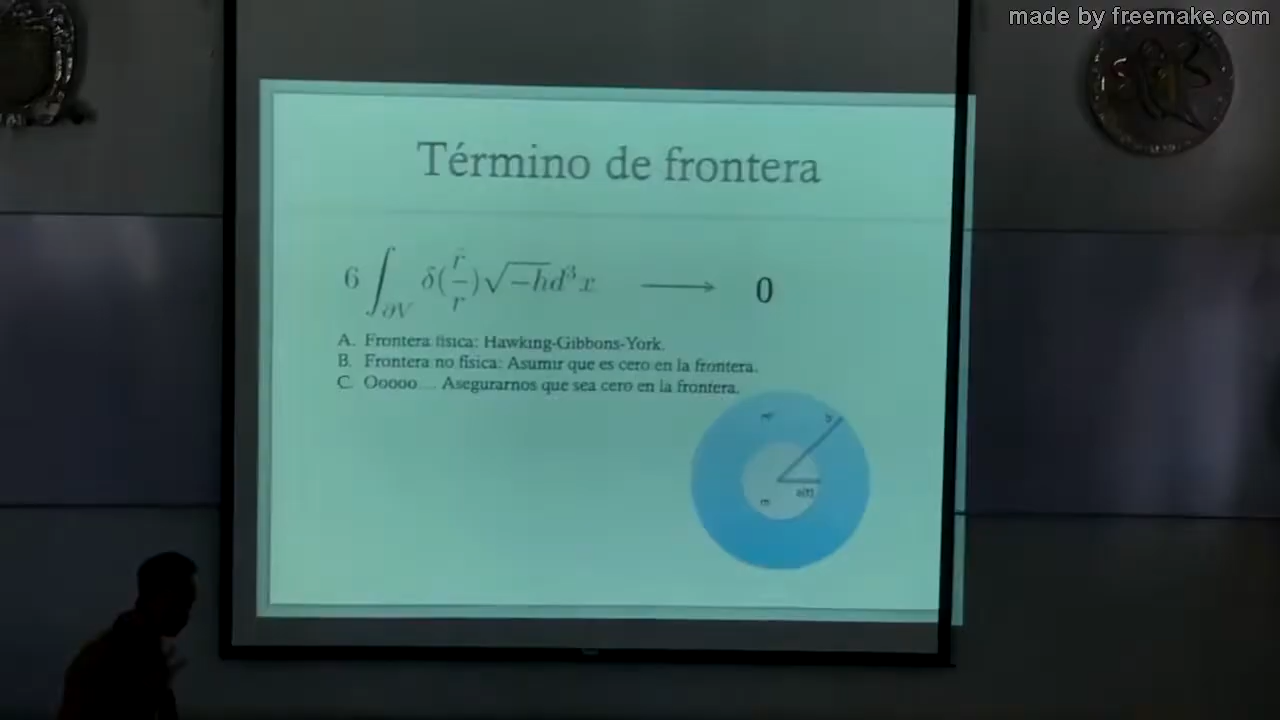 made by freemake.com
Término de frontera
6 ∫∂V δ(ṙ/r)√-h d³x ⟶ 0
A. Frontera física: Hawking-Gibbons-York.
B. Frontera no física: Asumir que es cero en la frontera.
C. Ooooo.... Asegurarnos que sea cero en la frontera.